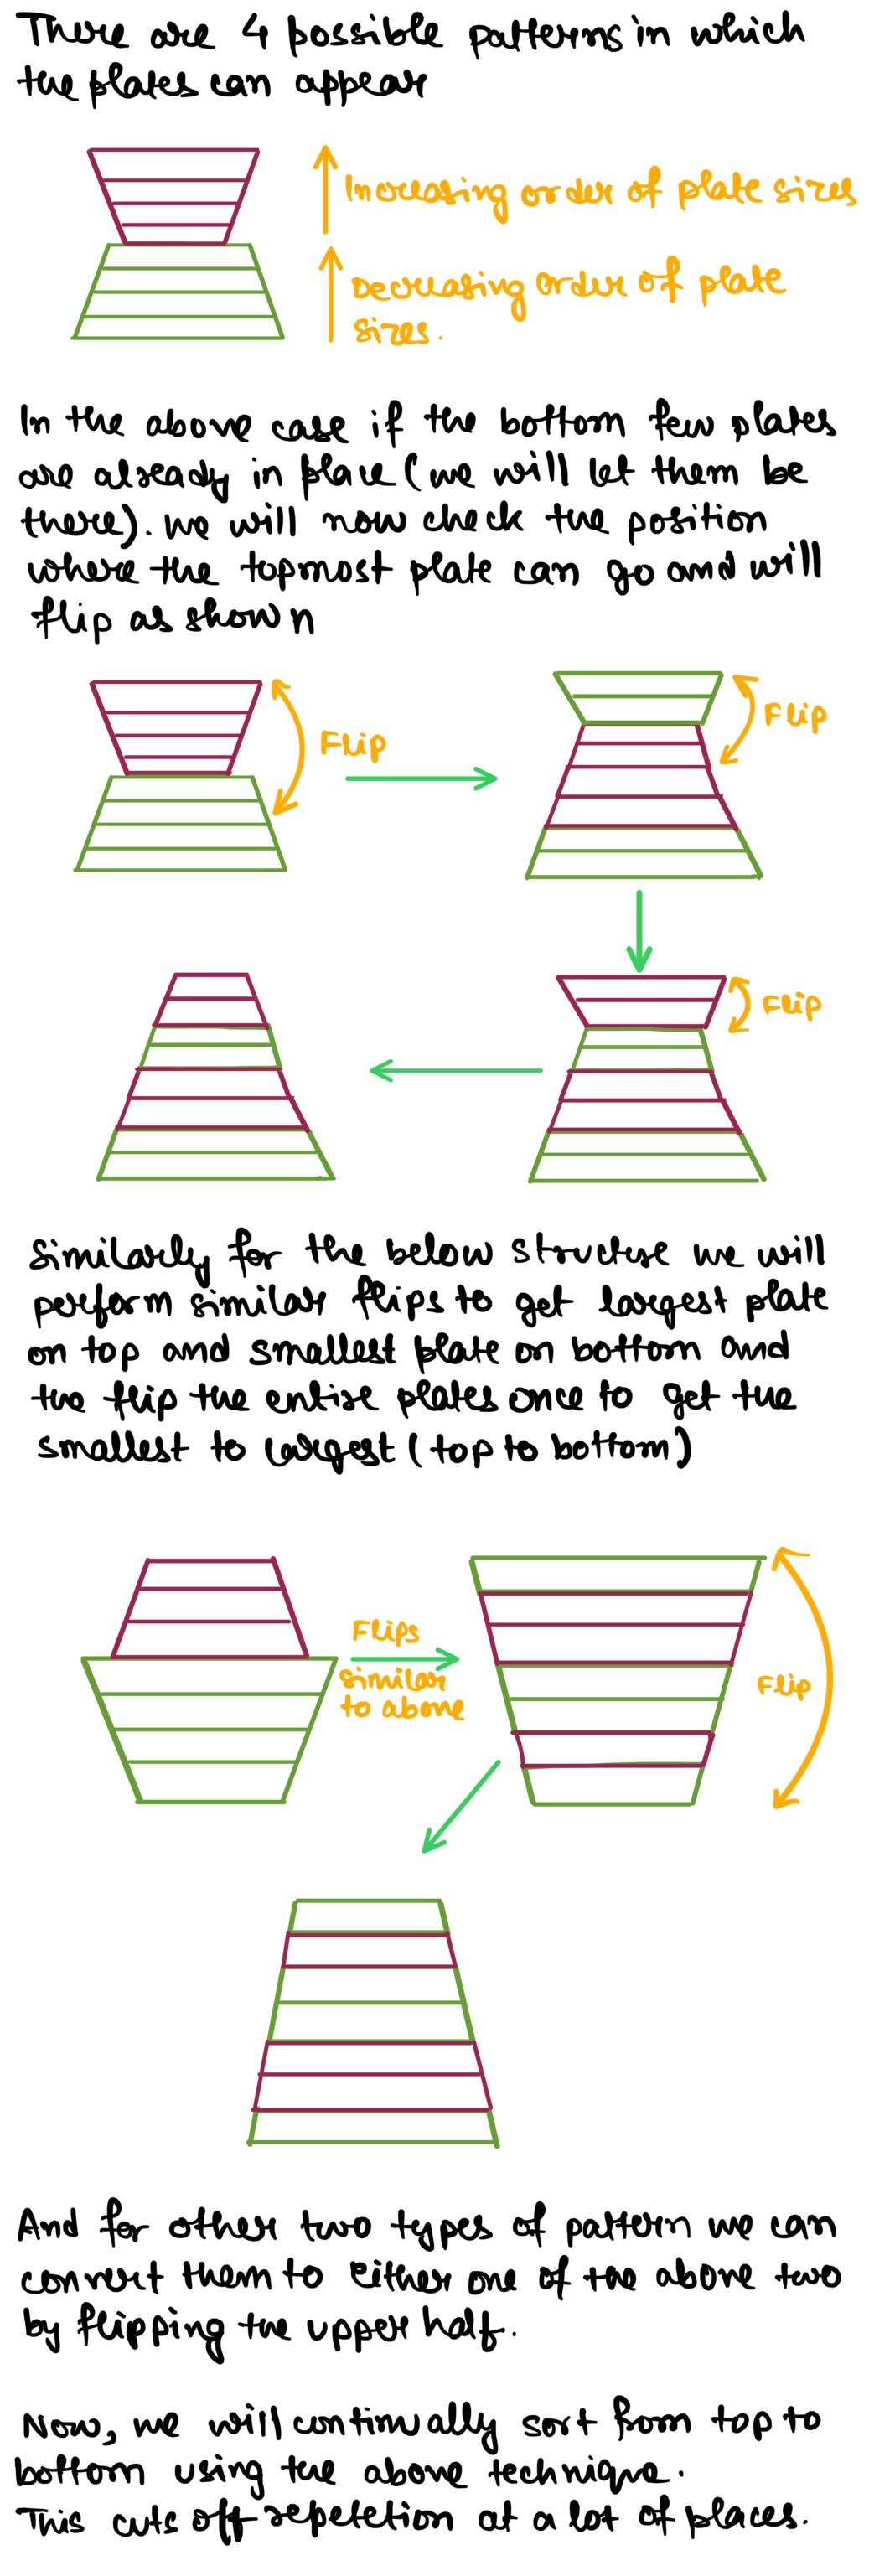 There are 4 possible patterns in which
the plates can appear
Increasing order of plate sizes
Decreasing order of plate
sizes.
In the above case if the bottom few plates
are already in place (we will let them be
there). we will now check the position
where the topmost plate can go and will
flip as shown
Flip
Flip
Flip
Similarly for the below structure we will
perform similar flips to get largest plate
on top and smallest plate on bottom and
the flip the entire plates once to get the
smallest to largest (top to bottom)
Flips
similar
to above
Flip
And for other two types of pattern we can
convert them to either one of the above two
by flipping the upper half.
Now, we will continually sort from top to
bottom using the above technique.
This cuts off repetetion at a lot of places.